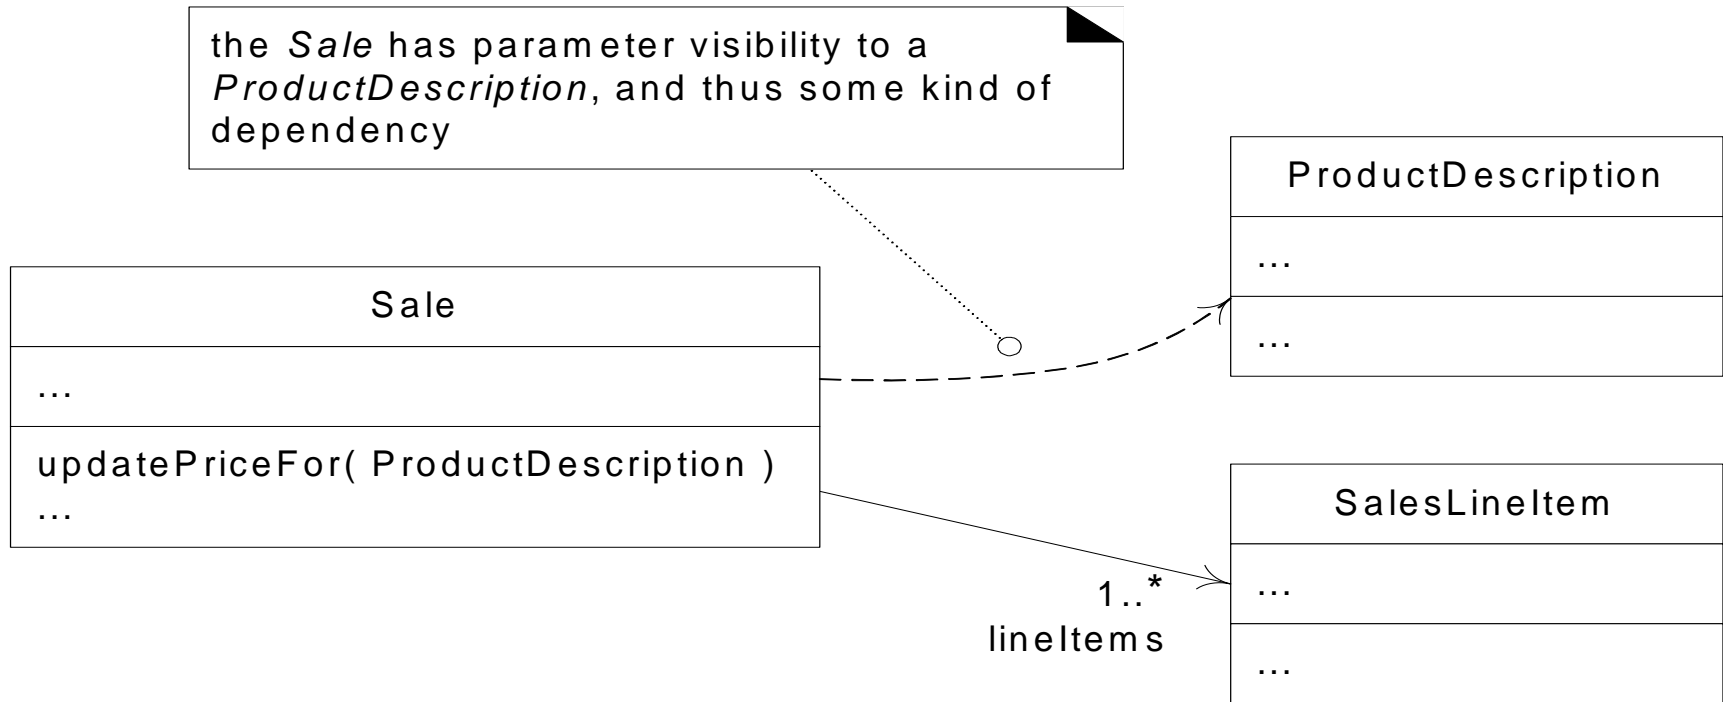 the Sale has parameter visibility to a
ProductDescription, and thus some kind of
dependency
ProductDescription
...
...
Sale
...
updatePriceFor( ProductDescription )
...
SalesLineItem
...
...
1..*
lineItems